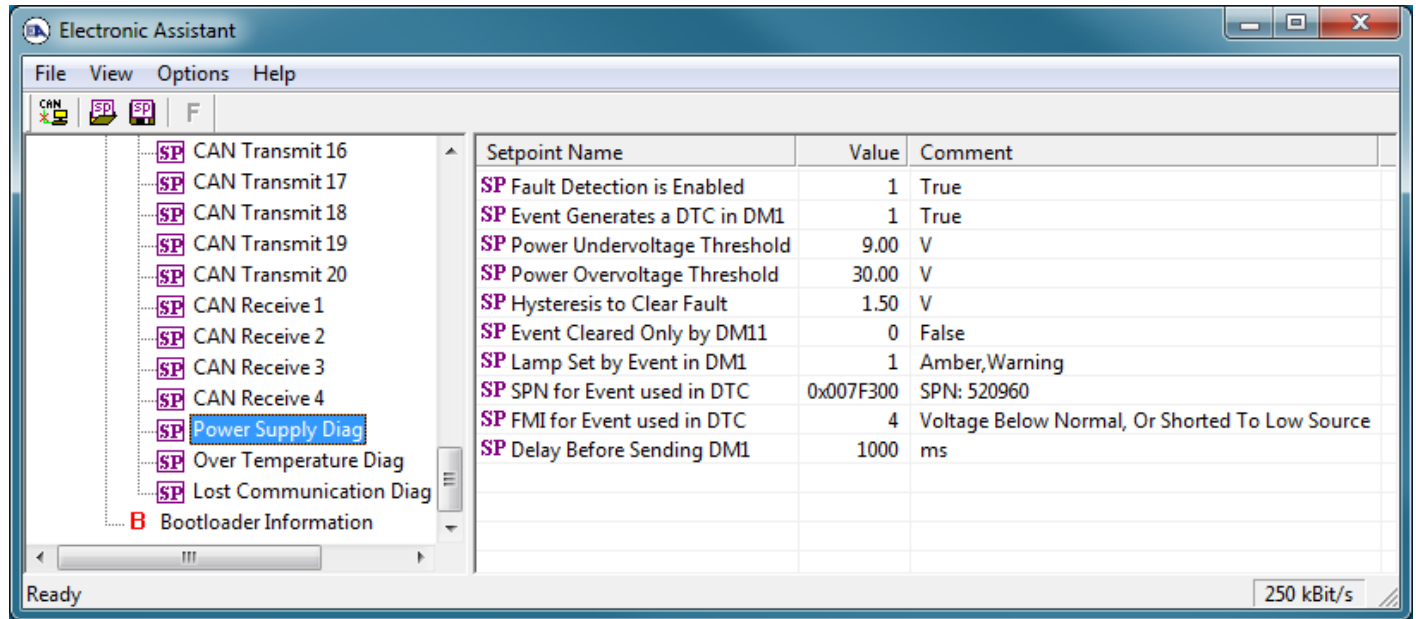 Electronic Assistant
File View Options Help
CAN SP SP F
SP CAN Transmit 16
SP CAN Transmit 17
SP CAN Transmit 18
SP CAN Transmit 19
SP CAN Transmit 20
SP CAN Receive 1
SP CAN Receive 2
SP CAN Receive 3
SP CAN Receive 4
SP Power Supply Diag
SP Over Temperature Diag
SP Lost Communication Diag
B Bootloader Information
Setpoint Name Value Comment
SP Fault Detection is Enabled 1 True
SP Event Generates a DTC in DM1 1 True
SP Power Undervoltage Threshold 9.00 V
SP Power Overvoltage Threshold 30.00 V
SP Hysteresis to Clear Fault 1.50 V
SP Event Cleared Only by DM11 0 False
SP Lamp Set by Event in DM1 1 Amber,Warning
SP SPN for Event used in DTC 0x007F300 SPN: 520960
SP FMI for Event used in DTC 4 Voltage Below Normal, Or Shorted To Low Source
SP Delay Before Sending DM1 1000 ms
Ready 250 kBit/s